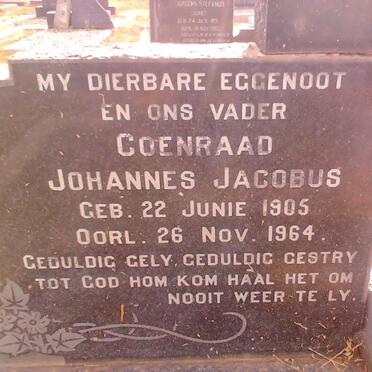 MY DIERBARE EGGENOOT
EN ONS VADER
COENRAAD
JOHANNES JACOBUS
GEB. 22 JUNIE 1905
OORL. 26 NOV. 1964.
GEDULDIG GELY, GEDULDIG GESTRY
TOT GOD HOM KOM HAAL HET OM
NOOIT WEER TE LY.